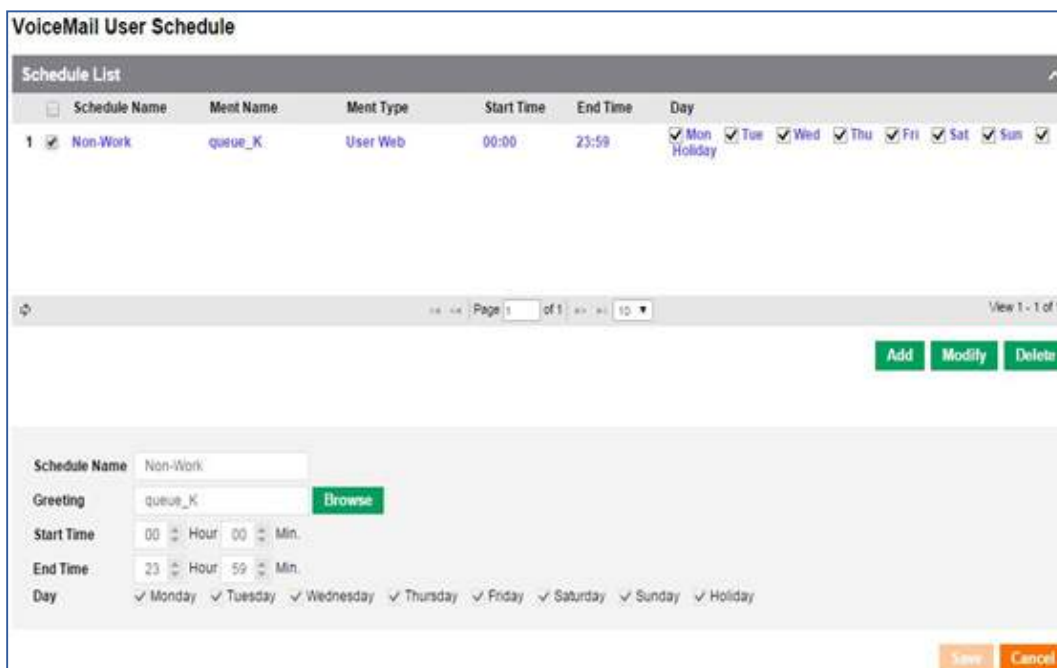 VoiceMail User Schedule
Schedule List
Schedule Name Ment Name Ment Type Start Time End Time Day
1 Non-Work queue_K User Web 00:00 23:59 Mon Tue Wed Thu Fri Sat Sun
Holiday
Page 1 of 1 10 View 1 - 1 of
Add Modify Delete
Schedule Name Non-Work
Greeting queue_K Browse
Start Time 00 Hour 00 Min.
End Time 23 Hour 59 Min.
Day Monday Tuesday Wednesday Thursday Friday Saturday Sunday Holiday
Save Cancel